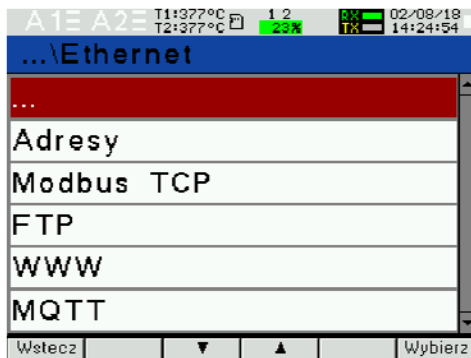 A1 A2 T1:377°C 1 2 RX 02/08/18
T2:377°C 23% TX 14:24:54
...\Ethernet
...
Adresy
Modbus TCP
FTP
WWW
MQTT
Wstecz ▼ ▲ Wybierz